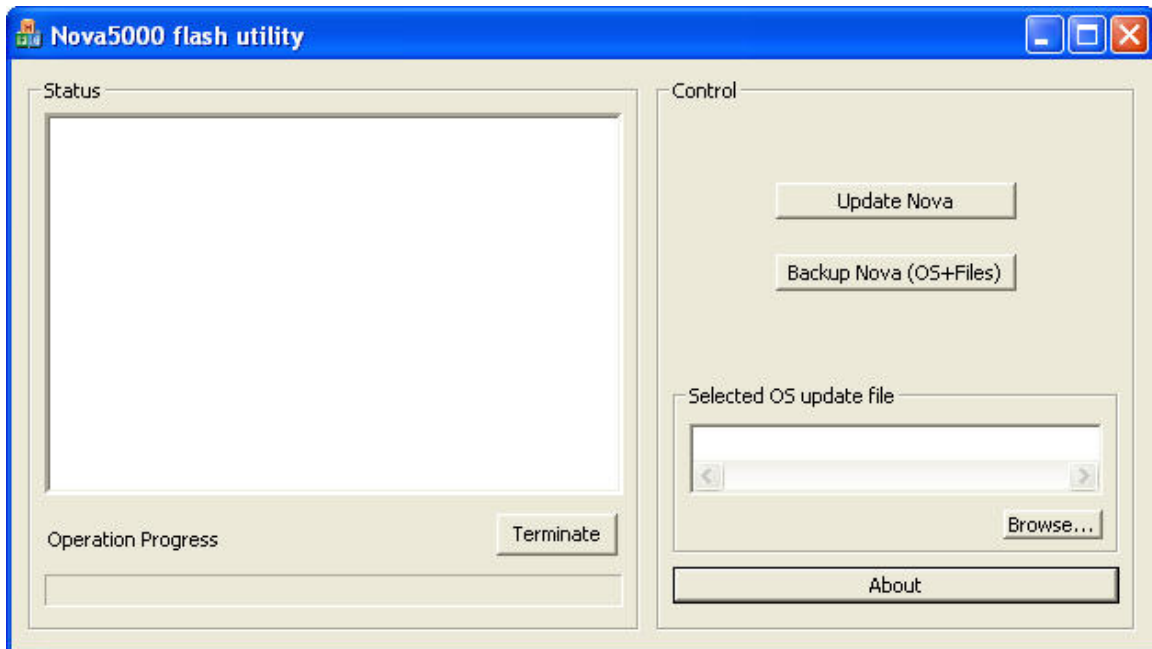 Nova5000 flash utility
Status
Control
Update Nova
Backup Nova (OS+Files)
Selected OS update file
Browse...
Operation Progress
Terminate
About